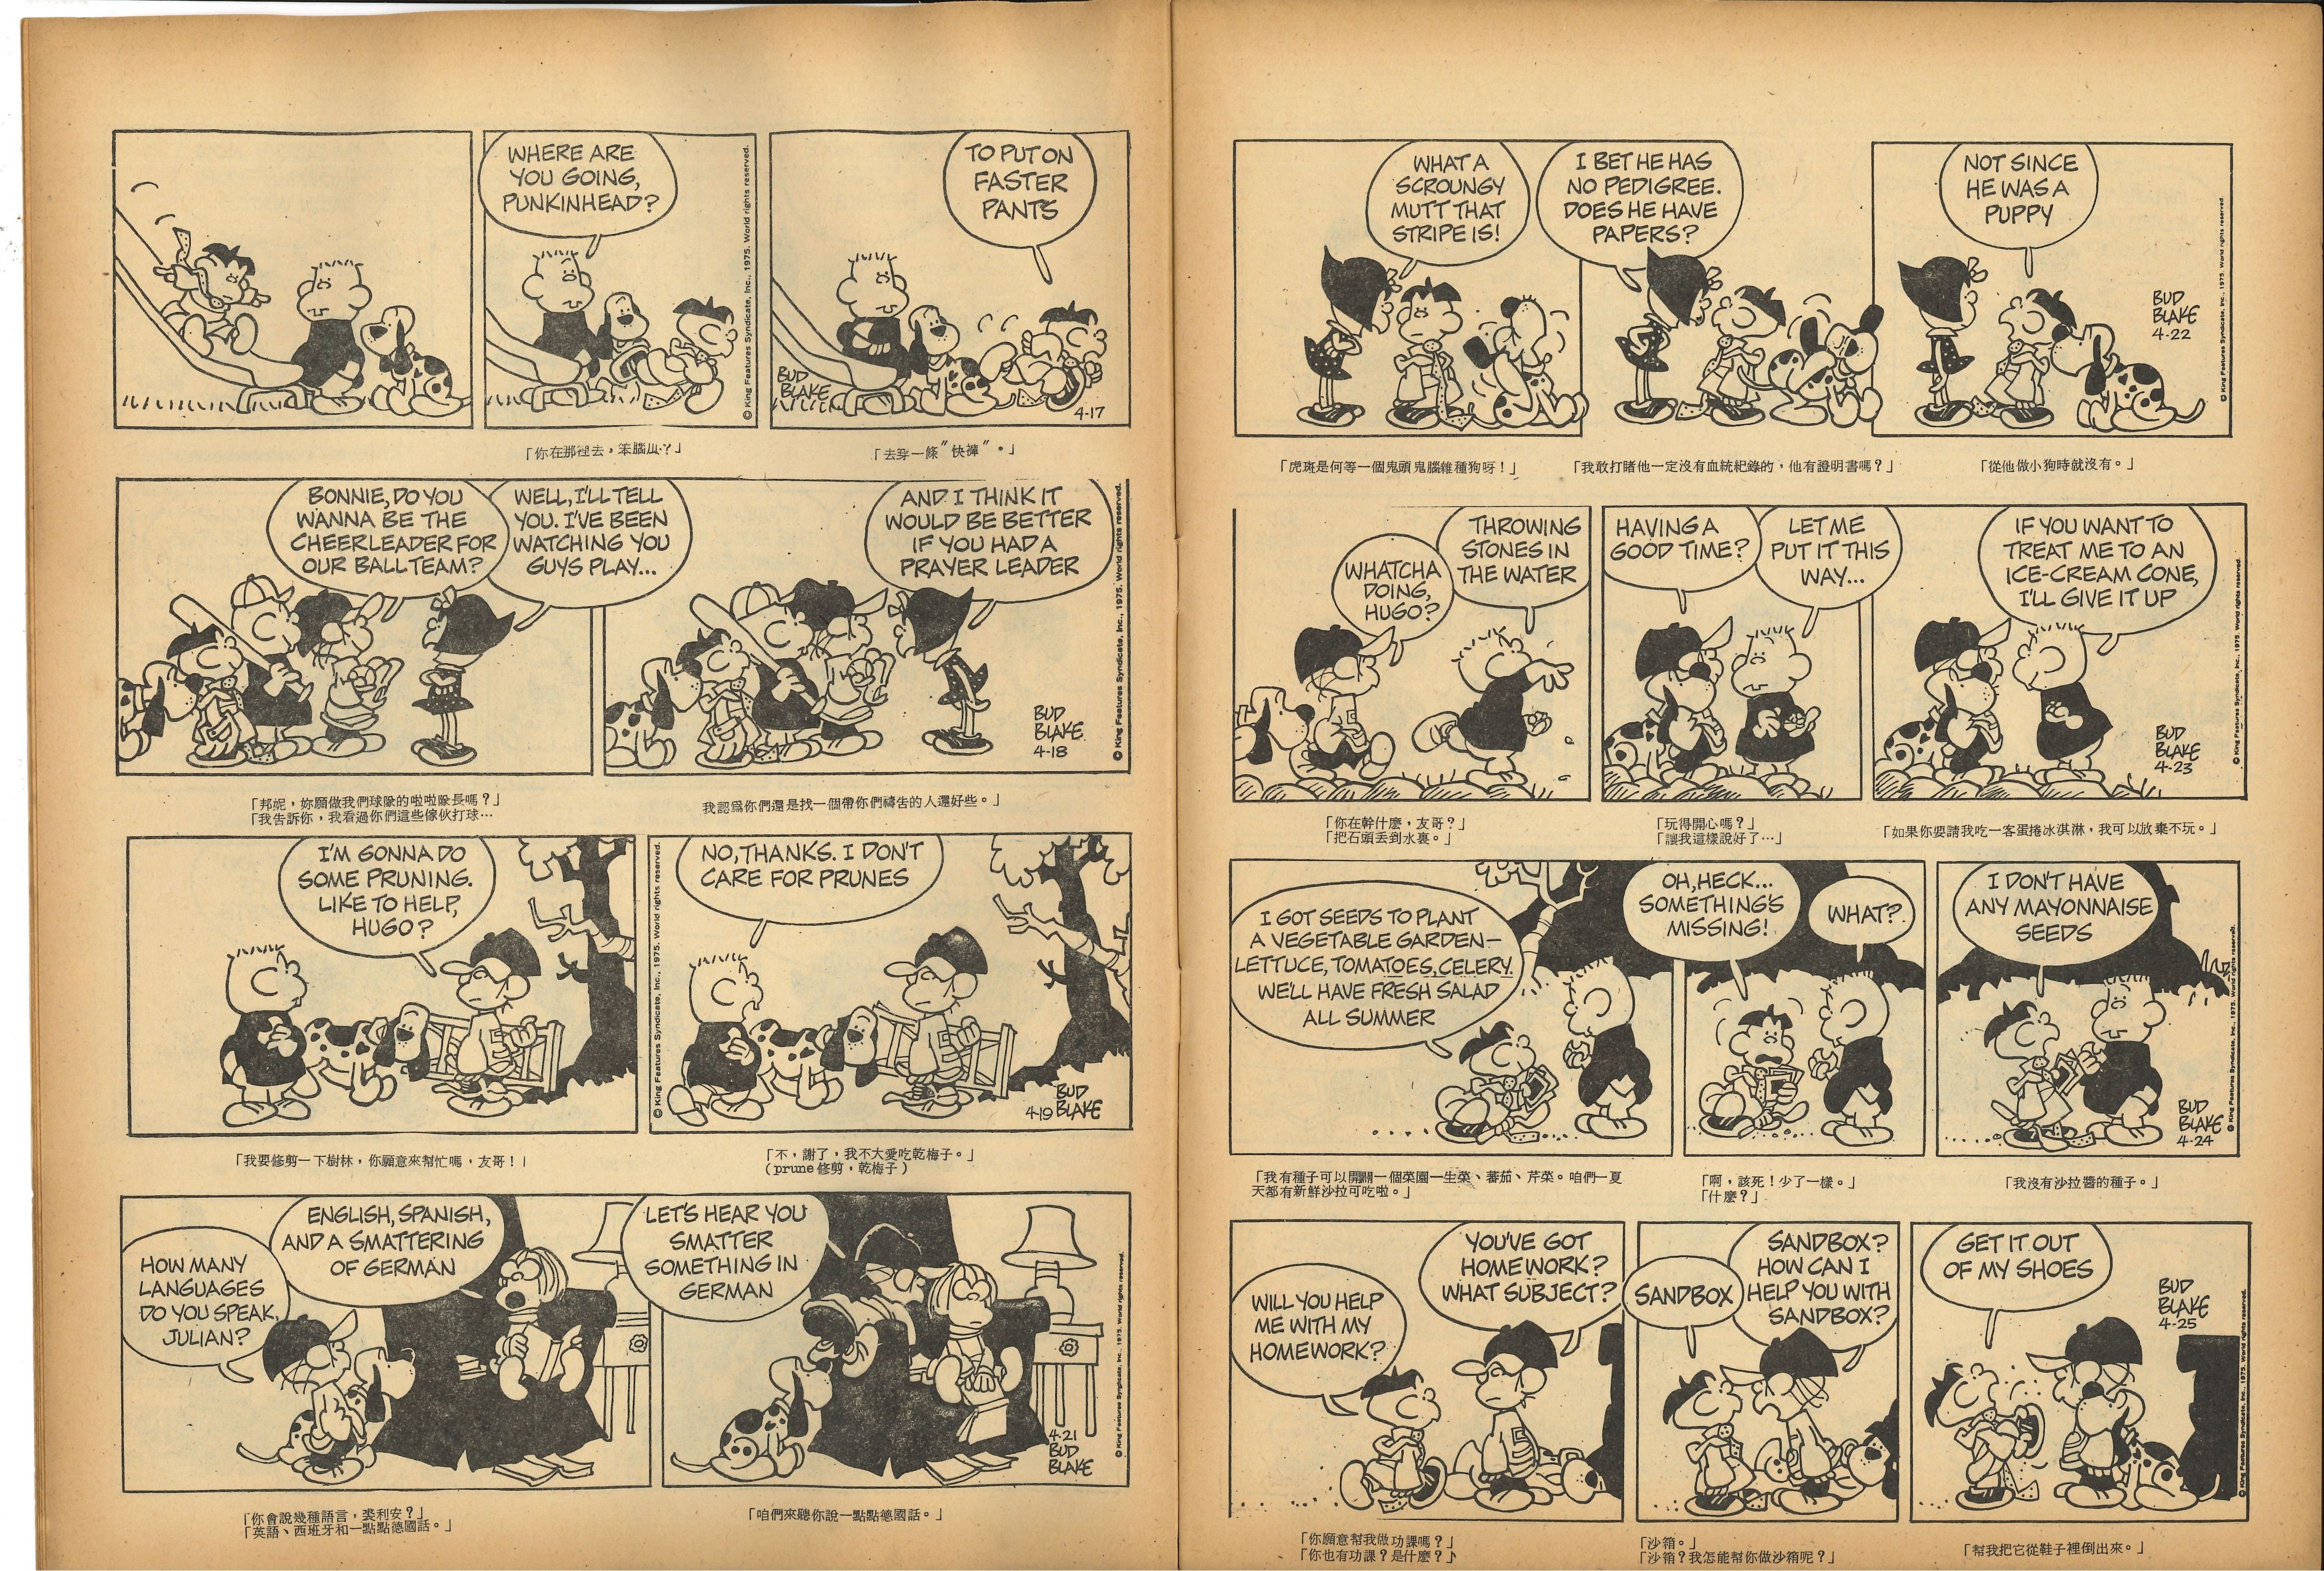 WHERE ARE
YOU GOING,
PUNKINHEAD?
© King Features Syndicate, Inc., 1975. World rights reserved.
TO PUT ON
FASTER
PANTS
BUD
BLAKE
4-17
「去穿一條"快褲"。」
BONNIE, DO YOU
WANNA BE THE
CHEERLEADER FOR
OUR BALL TEAM?
WELL, I'LL TELL
YOU. I'VE BEEN
WATCHING YOU
GUYS PLAY...
AND I THINK IT
WOULD BE BETTER
IF YOU HAD A
PRAYER LEADER
BUD
BLAKE
4-18
© King Features Syndicate, Inc., 1975. World rights reserved.
「邦妮，妳願做我們球隊的啦啦隊長嗎？」
「我告訴你，我看過你們這些傢伙打球…
我認爲你們還是找一個帶你們禱告的人還好些。」
I'M GONNA DO
SOME PRUNING.
LIKE TO HELP,
HUGO?
© King Features Syndicate, Inc., 1975. World rights reserved.
NO, THANKS. I DON'T
CARE FOR PRUNES
4-19
BUD
BLAKE
「我要修剪一下樹林，你願意來幫忙嗎，友哥！」
「不，謝了，我不大愛吃乾梅子。」
(prune修剪，乾梅子)
HOW MANY
LANGUAGES
DO YOU SPEAK,
JULIAN?
ENGLISH, SPANISH,
AND A SMATTERING
OF GERMAN
LET'S HEAR YOU
SMATTER
SOMETHING IN
GERMAN
4-21
BUD
BLAKE
© King Features Syndicate, Inc., 1975. World rights reserved.
「你會說幾種語言，裘利安？」
「英語、西班牙和一點點德國話。」
「咱們來聽你說一點點德國話。」
WHAT A
SCROUNGY
MUTT THAT
STRIPE IS!
I BET HE HAS
NO PEDIGREE.
DOES HE HAVE
PAPERS?
NOT SINCE
HE WAS A
PUPPY
BUD
BLAKE
4-22
© King Features Syndicate, Inc., 1975. World rights reserved.
「虎斑是何等一個鬼頭鬼腦雜種狗呀！」
「我敢打賭他一定沒有血統紀錄的，他有證明書嗎？」
「從他做小狗時就沒有。」
WHATCHA
DOING,
HUGO?
THROWING
STONES IN
THE WATER
HAVING A
GOOD TIME?
LET ME
PUT IT THIS
WAY...
IF YOU WANT TO
TREAT ME TO AN
ICE-CREAM CONE,
I'LL GIVE IT UP
BUD
BLAKE
4-23
© King Features Syndicate, Inc., 1975. World rights reserved.
「你在幹什麼，友哥？」
「把石頭丟到水裏。」
「玩得開心嗎？」
「讓我這樣說好了…」
「如果你要請我吃一客蛋捲冰淇淋，我可以放棄不玩。」
I GOT SEEDS TO PLANT
A VEGETABLE GARDEN—
LETTUCE, TOMATOES, CELERY.
WE'LL HAVE FRESH SALAD
ALL SUMMER
OH, HECK...
SOMETHING'S
MISSING!
WHAT?
I DON'T HAVE
ANY MAYONNAISE
SEEDS
BUD
BLAKE
4-24
© King Features Syndicate, Inc., 1975. World rights reserved.
「我有種子可以開闢一個菜園一生菜、蕃茄、芹菜。咱們一夏
天都有新鮮沙拉可吃啦。」
「啊，該死！少了一樣。」
「什麼？」
「我沒有沙拉醬的種子。」
WILL YOU HELP
ME WITH MY
HOMEWORK?
YOU'VE GOT
HOMEWORK?
WHAT SUBJECT?
SANDBOX
SANDBOX?
HOW CAN I
HELP YOU WITH
SANDBOX?
GET IT OUT
OF MY SHOES
BUD
BLAKE
4-25
© King Features Syndicate, Inc., 1975. World rights reserved.
「你願意幫我做功課嗎？」
「你也有功課？是什麼？」
「沙箱。」
「沙箱？我怎能幫你做沙箱呢？」
「幫我把它從鞋子裡倒出來。」